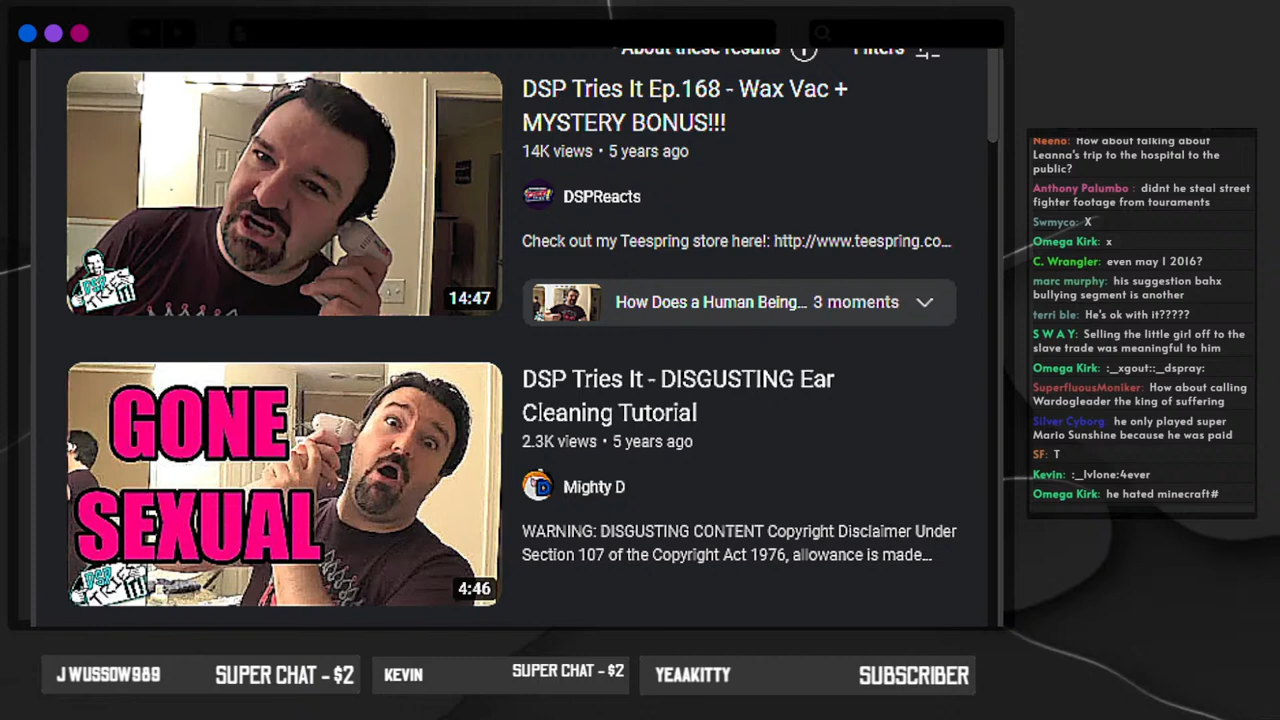 About these results
Filters
DSP Tries It Ep.168 - Wax Vac +
MYSTERY BONUS!!!
14K views • 5 years ago
DSPReacts
Check out my Teespring store here!: http://www.teespring.co...
How Does a Human Being... 3 moments
DSP
14:47
GONE
SEXUAL
DSP
4:46
DSP Tries It - DISGUSTING Ear
Cleaning Tutorial
2.3K views • 5 years ago
Mighty D
WARNING: DISGUSTING CONTENT Copyright Disclaimer Under
Section 107 of the Copyright Act 1976, allowance is made...
Neeno: How about talking about
Leanna's trip to the hospital to the
public?
Anthony Palumbo : didnt he steal street
fighter footage from touraments
Swmyco: X
Omega Kirk: x
C. Wrangler: even may I 2016?
marc murphy: his suggestion bahx
bullying segment is another
terri ble: He's ok with it?????
S W A Y: Selling the little girl off to the
slave trade was meaningful to him
Omega Kirk: :_xgout::_dspray:
SuperfluousMoniker: How about calling
Wardogleader the king of suffering
Silver Cyborg: he only played super
Mario Sunshine because he was paid
SF: T
Kevin: :_lvlone:4ever
Omega Kirk: he hated minecraft#
J WUSSOW989 SUPER CHAT - $2
KEVIN SUPER CHAT - $2
YEAAKITTY SUBSCRIBER